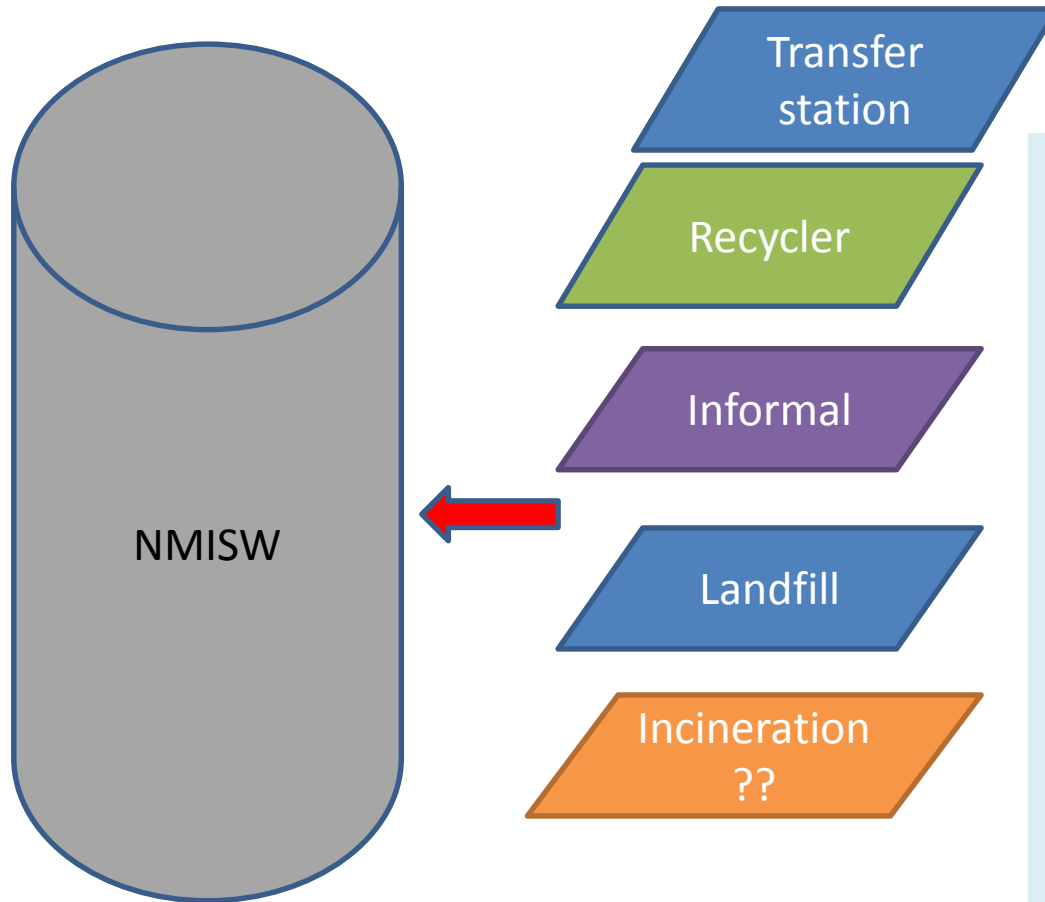 Transfer
station
Recycler
Informal
NMISW
Landfill
Incineration
??